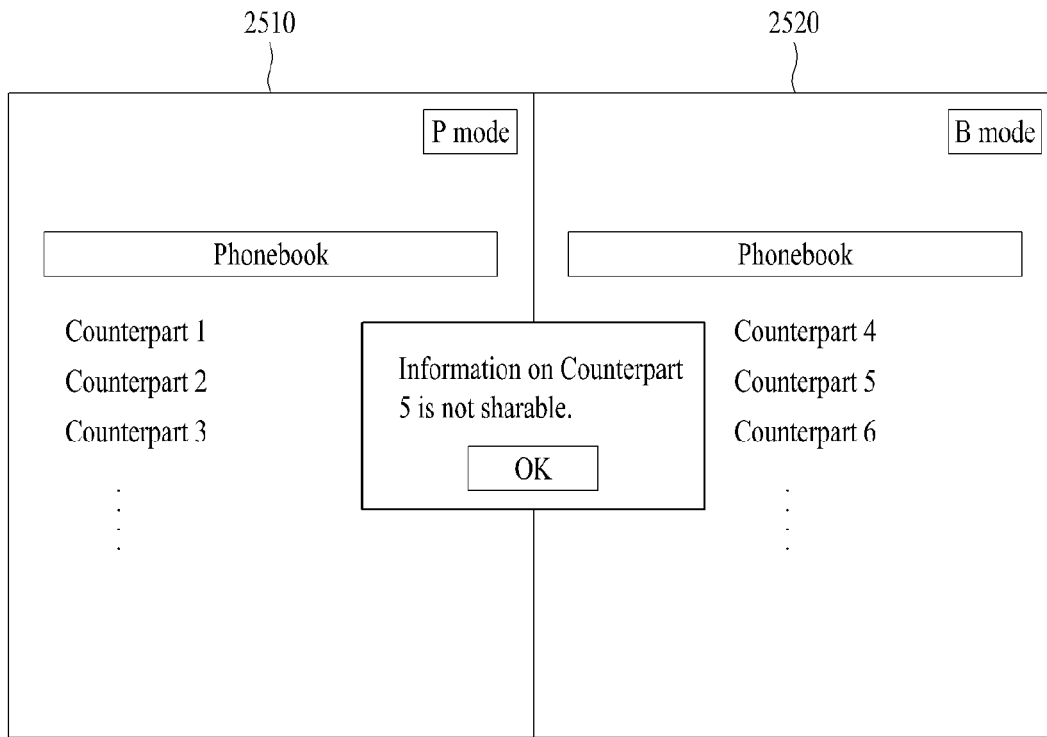 2510
2520
P mode
B mode
Phonebook
Phonebook
Counterpart 1
Counterpart 2
Counterpart 3
Information on Counterpart
5 is not sharable.
OK
Counterpart 4
Counterpart 5
Counterpart 6